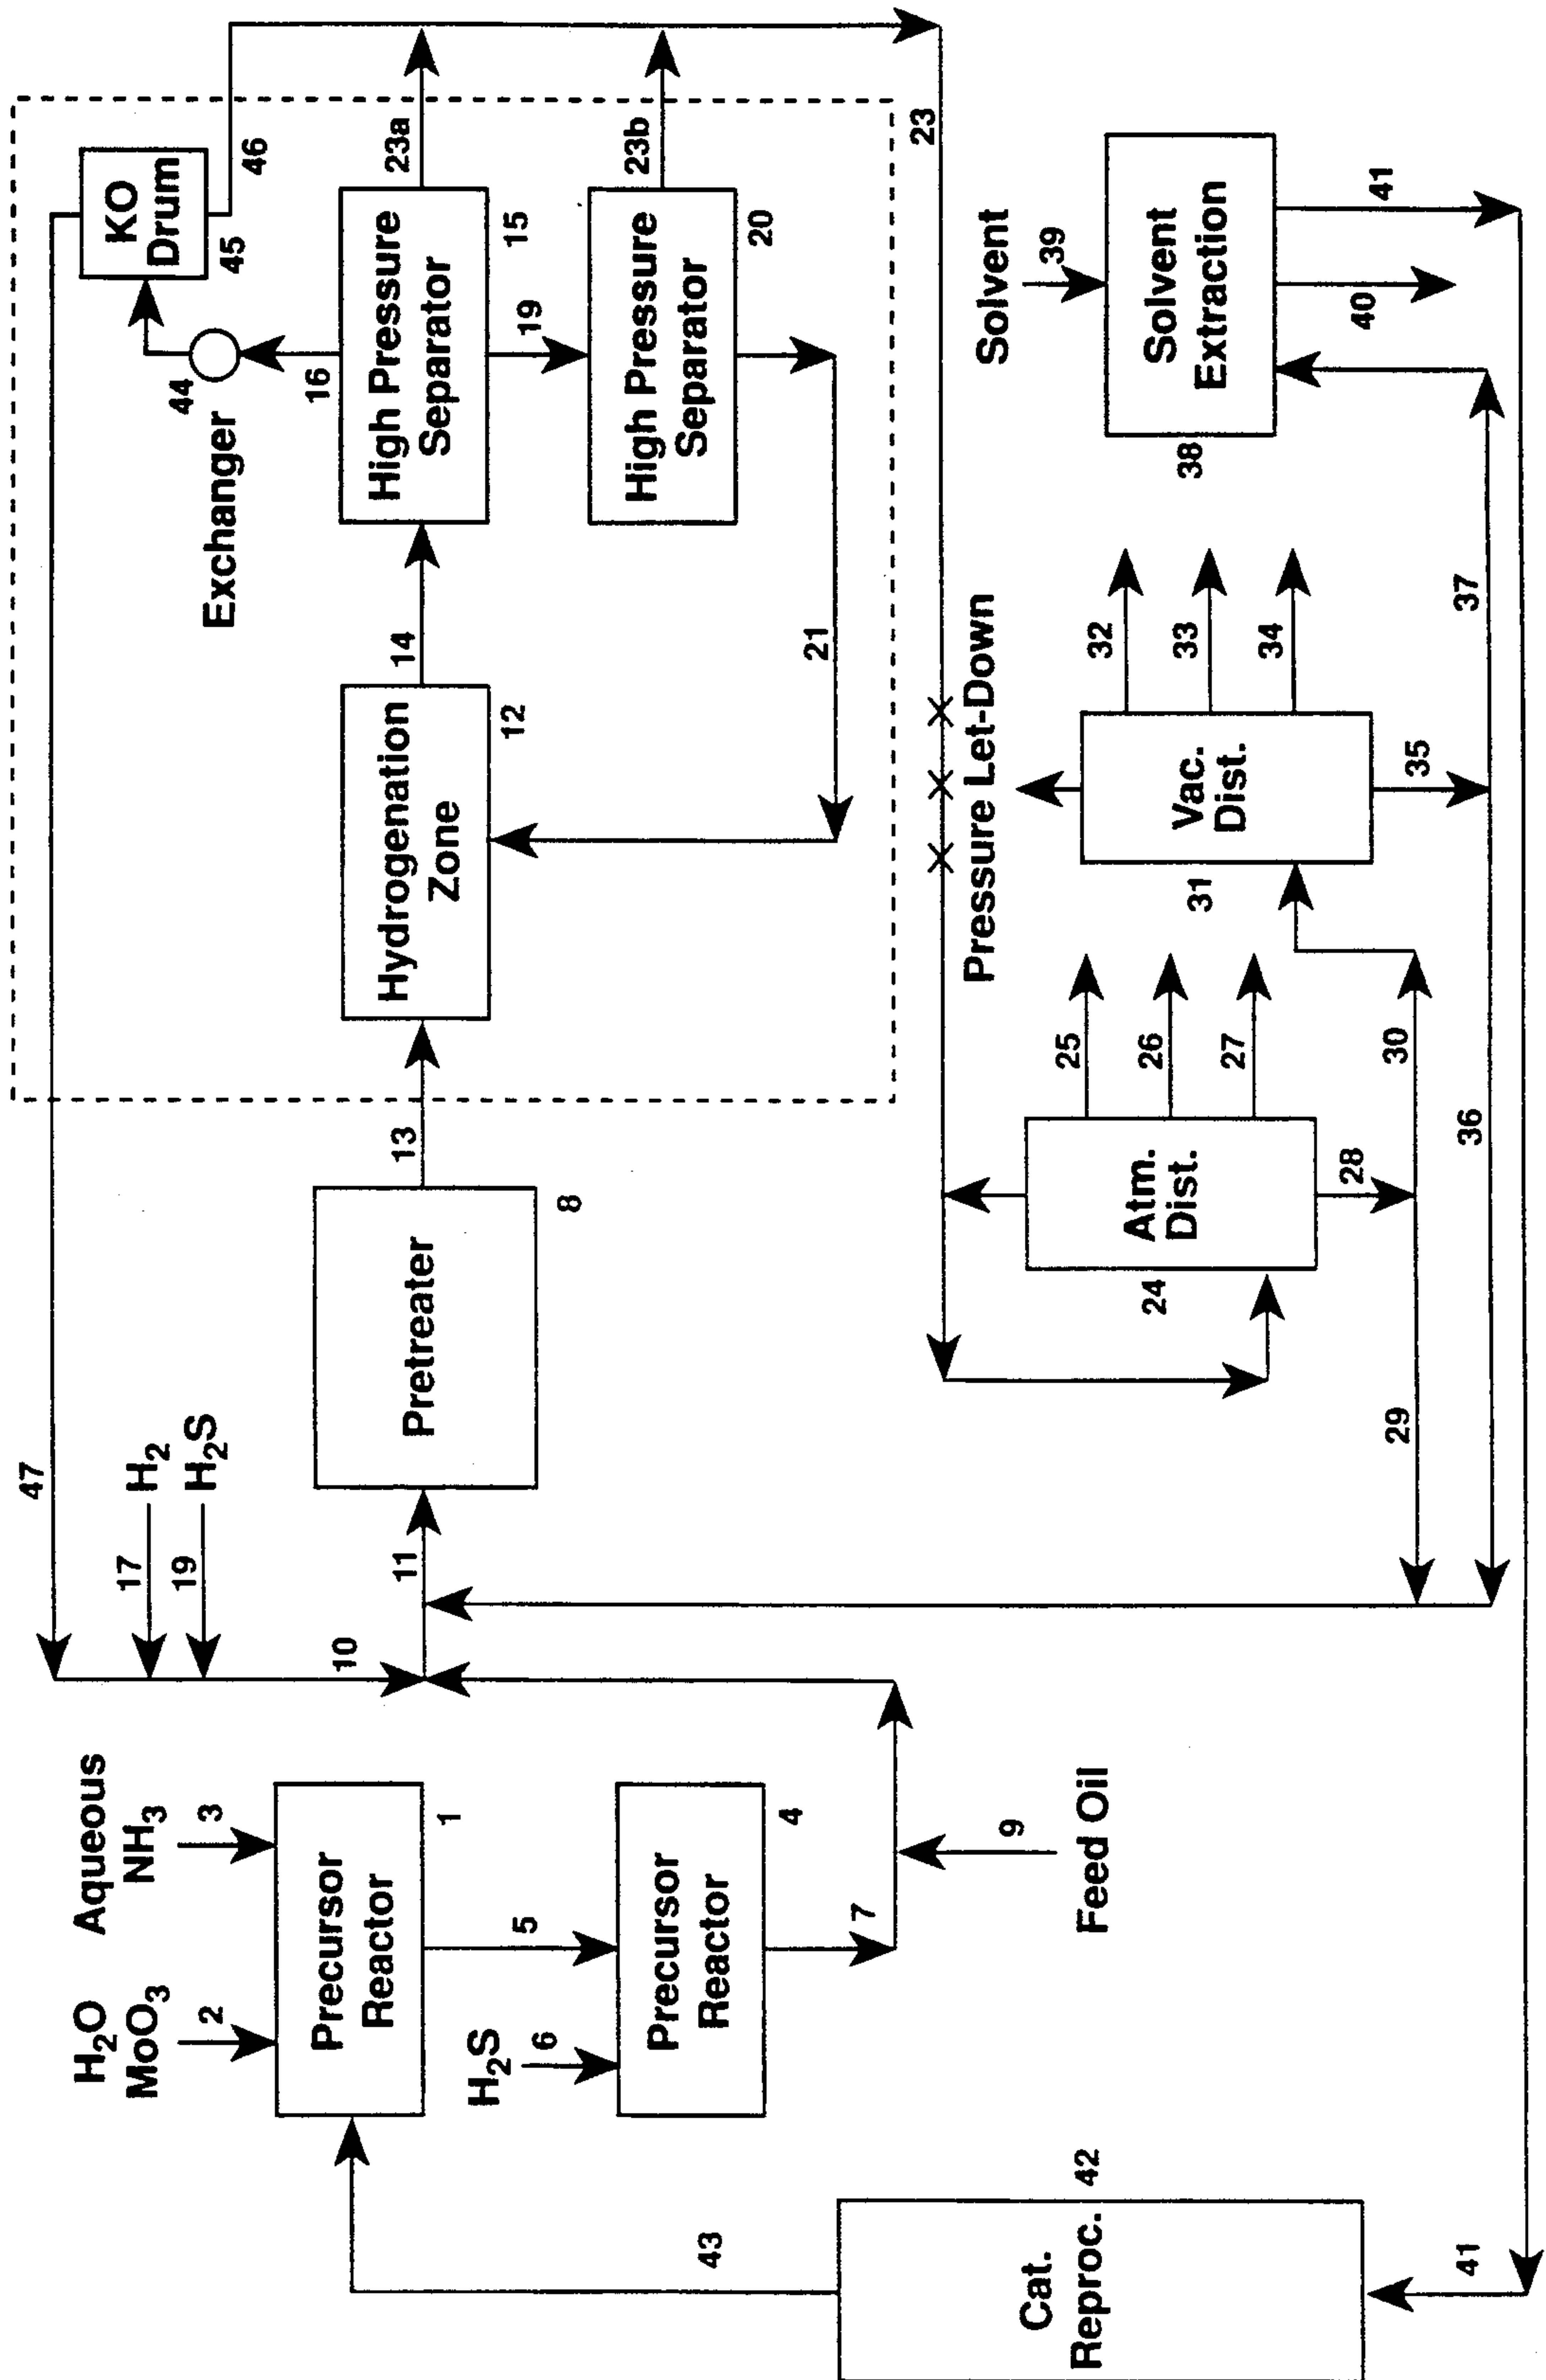 47
17
H2
19
H2S
10
11
Pretreater
8
13
Hydrogenation
Zone
12
14
High Pressure
Separator
15
16
Exchanger
44
KO
Drum
45
46
23a
19
High Pressure
Separator
20
23b
21
23
H2O
MoO3
2
Aqueous
NH3
3
Precursor
Reactor
1
5
H2S
6
Precursor
Reactor
4
7
9
Feed Oil
43
Cat.
Reproc.
42
41
Pressure Let-Down
Atm.
Dist.
24
25
26
27
28
29
30
Vac.
Dist.
31
32
33
34
35
36
37
Solvent
39
Solvent
Extraction
38
40
41